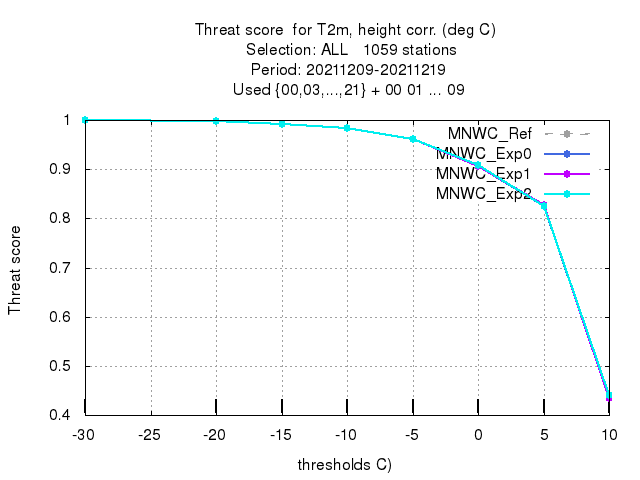 Threat score  for T2m, height corr. (deg C)
Selection: ALL   1059 stations
Period: 20211209-20211219
Used {00,03,...,21} + 00 01 ... 09
MNWC_Ref
MNWC_Exp0
MNWC_Exp1
MNWC_Exp2
1
0.9
0.8
0.7
0.6
0.5
0.4
Threat score
-30 -25 -20 -15 -10 -5 0 5 10
thresholds C)